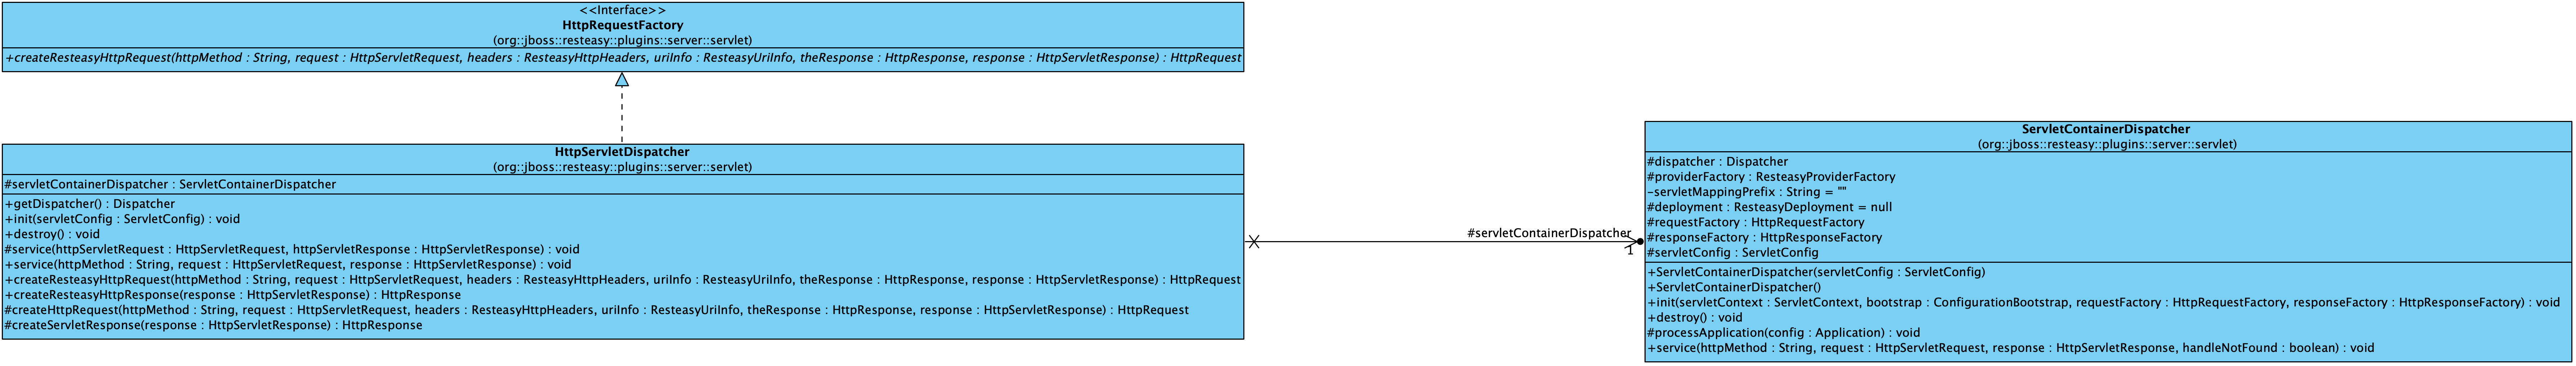 <<Interface>>
HttpRequestFactory
(org::jboss::resteasy::plugins::server::servlet)
+createResteasyHttpRequest(httpMethod : String, request : HttpServletRequest, headers : ResteasyHttpHeaders, uriInfo : ResteasyUriInfo, theResponse : HttpResponse, response : HttpServletResponse) : HttpRequest
HttpServletDispatcher
(org::jboss::resteasy::plugins::server::servlet)
#servletContainerDispatcher : ServletContainerDispatcher
+getDispatcher() : Dispatcher
+init(servletConfig : ServletConfig) : void
+destroy() : void
#service(httpServletRequest : HttpServletRequest, httpServletResponse : HttpServletResponse) : void
+service(httpMethod : String, request : HttpServletRequest, response : HttpServletResponse) : void
+createResteasyHttpRequest(httpMethod : String, request : HttpServletRequest, headers : ResteasyHttpHeaders, uriInfo : ResteasyUriInfo, theResponse : HttpResponse, response : HttpServletResponse) : HttpRequest
+createResteasyHttpResponse(response : HttpServletResponse) : HttpResponse
#createHttpRequest(httpMethod : String, request : HttpServletRequest, headers : ResteasyHttpHeaders, uriInfo : ResteasyUriInfo, theResponse : HttpResponse, response : HttpServletResponse) : HttpRequest
#createServletResponse(response : HttpServletResponse) : HttpResponse
#servletContainerDispatcher
1
ServletContainerDispatcher
(org::jboss::resteasy::plugins::server::servlet)
#dispatcher : Dispatcher
#providerFactory : ResteasyProviderFactory
-servletMappingPrefix : String = ""
#deployment : ResteasyDeployment = null
#requestFactory : HttpRequestFactory
#responseFactory : HttpResponseFactory
#servletConfig : ServletConfig
+ServletContainerDispatcher(servletConfig : ServletConfig)
+ServletContainerDispatcher()
+init(servletContext : ServletContext, bootstrap : ConfigurationBootstrap, requestFactory : HttpRequestFactory, responseFactory : HttpResponseFactory) : void
+destroy() : void
#processApplication(config : Application) : void
+service(httpMethod : String, request : HttpServletRequest, response : HttpServletResponse, handleNotFound : boolean) : void